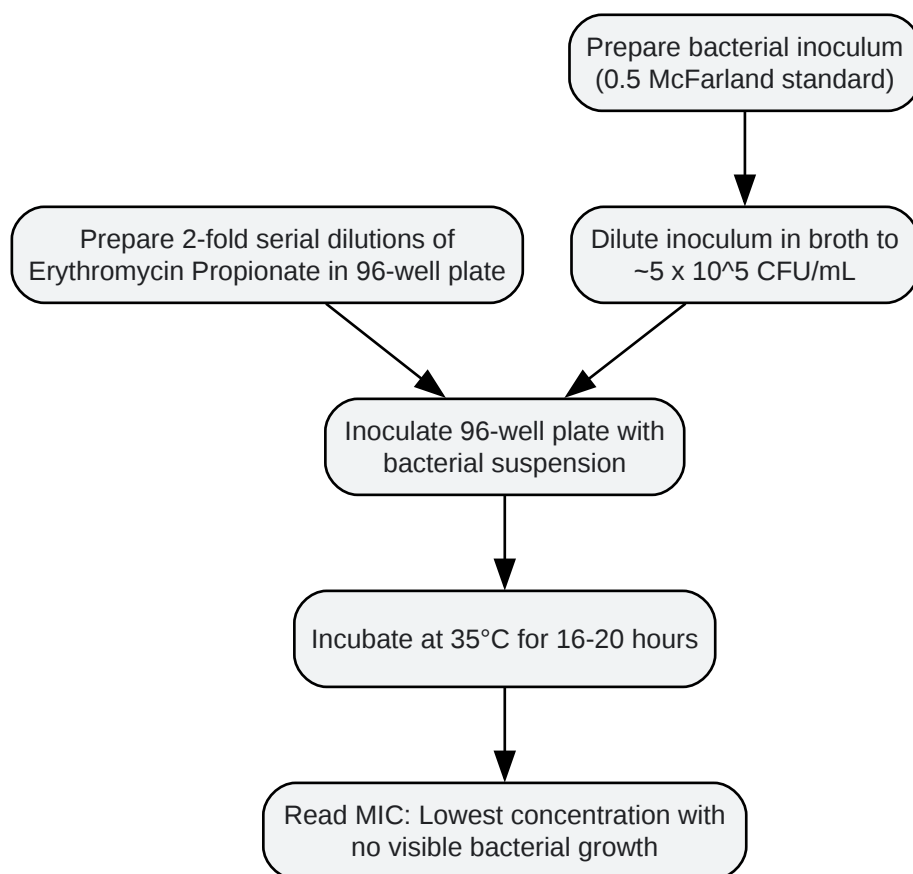 Prepare bacterial inoculum
(0.5 McFarland standard)
Prepare 2-fold serial dilutions of
Erythromycin Propionate in 96-well plate
Dilute inoculum in broth to
~5 x 10^5 CFU/mL
Inoculate 96-well plate with
bacterial suspension
Incubate at 35°C for 16-20 hours
Read MIC: Lowest concentration with
no visible bacterial growth